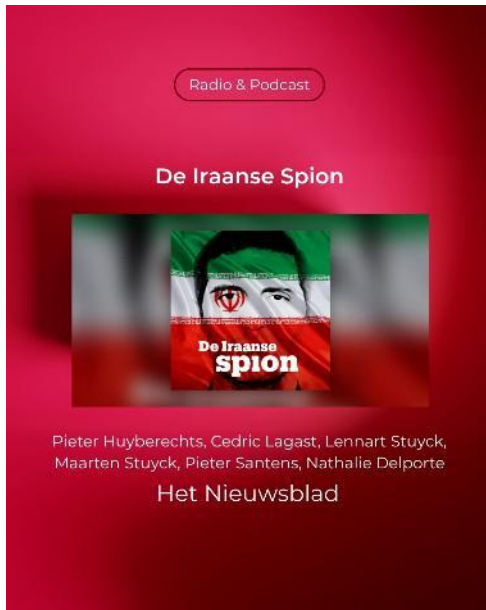 Radio & Podcast
De Iraanse Spion
De Iraanse
spion
Pieter Huyberechts, Cedric Lagast, Lennart Stuyck,
Maarten Stuyck, Pieter Santens, Nathalie Delporte
Het Nieuwsblad